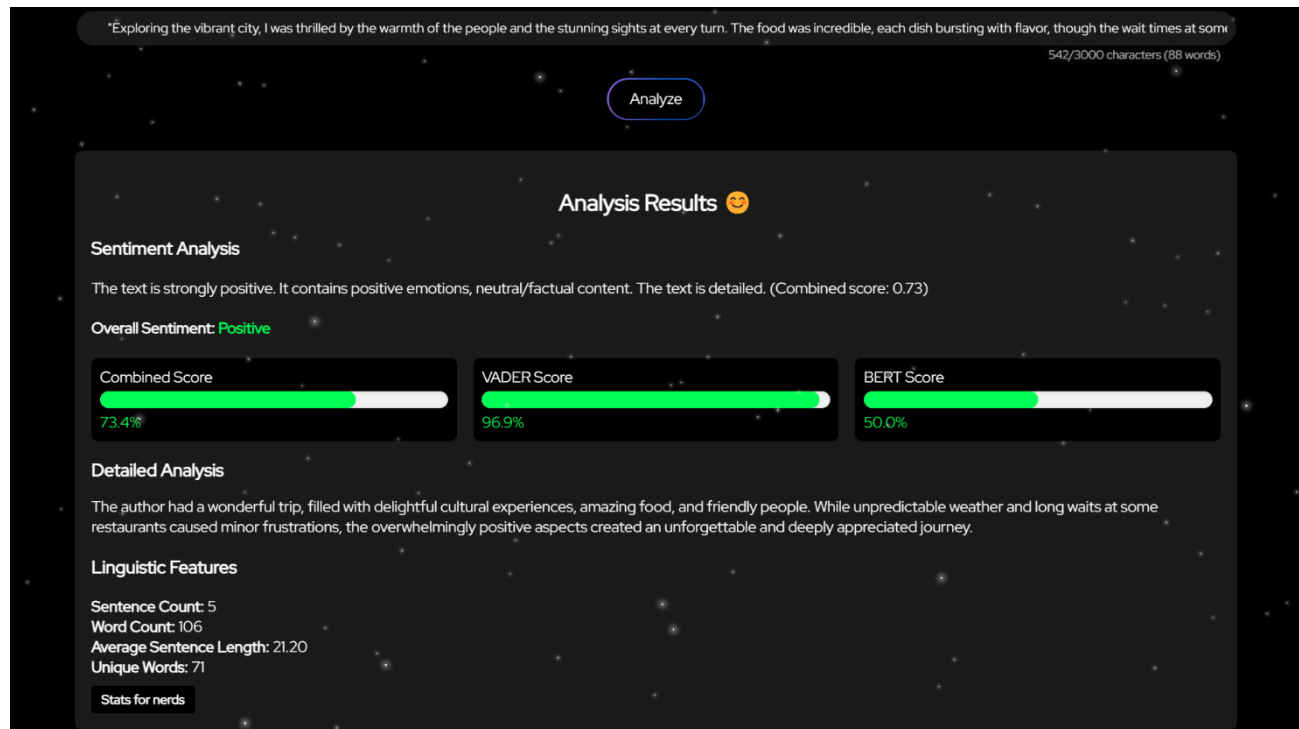 "Exploring the vibrant city, I was thrilled by the warmth of the people and the stunning sights at every turn. The food was incredible, each dish bursting with flavor, though the wait times at some
542/3000 characters (88 words)
Analyze
Analysis Results 😊
Sentiment Analysis
The text is strongly positive. It contains positive emotions, neutral/factual content. The text is detailed. (Combined score: 0.73)
Overall Sentiment: Positive
Combined Score
VADER Score
BERT Score
73.4%
96.9%
50.0%
Detailed Analysis
The author had a wonderful trip, filled with delightful cultural experiences, amazing food, and friendly people. While unpredictable weather and long waits at some
restaurants caused minor frustrations, the overwhelmingly positive aspects created an unforgettable and deeply appreciated journey.
Linguistic Features
Sentence Count: 5
Word Count: 106
Average Sentence Length: 21.20
Unique Words: 71
Stats for nerds